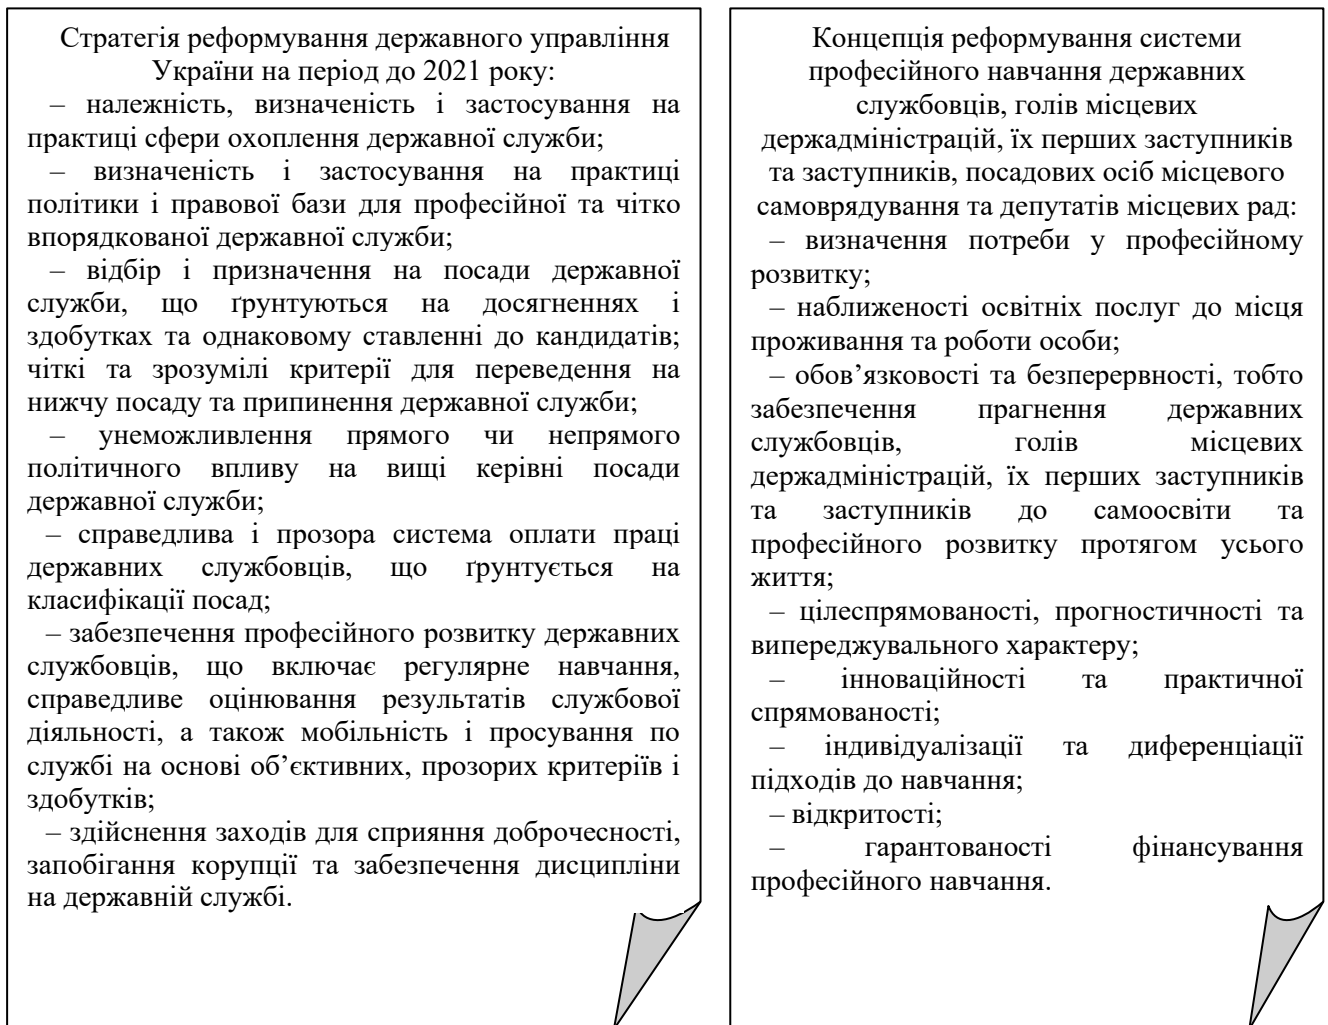 Стратегія реформування державного управління
України на період до 2021 року:
– належність, визначеність і застосування на
практиці сфери охоплення державної служби;
– визначеність і застосування на практиці
політики і правової бази для професійної та чітко
впорядкованої державної служби;
– відбір і призначення на посади державної
служби, що ґрунтуються на досягненнях і
здобутках та однаковому ставленні до кандидатів;
чіткі та зрозумілі критерії для переведення на
нижчу посаду та припинення державної служби;
– унеможливлення прямого чи непрямого
політичного впливу на вищі керівні посади
державної служби;
– справедлива і прозора система оплати праці
державних службовців, що ґрунтується на
класифікації посад;
– забезпечення професійного розвитку державних
службовців, що включає регулярне навчання,
справедливе оцінювання результатів службової
діяльності, а також мобільність і просування по
службі на основі об’єктивних, прозорих критеріїв і
здобутків;
– здійснення заходів для сприяння доброчесності,
запобігання корупції та забезпечення дисципліни
на державній службі.
Концепція реформування системи
професійного навчання державних
службовців, голів місцевих
держадміністрацій, їх перших заступників
та заступників, посадових осіб місцевого
самоврядування та депутатів місцевих рад:
– визначення потреби у професійному
розвитку;
– наближеності освітніх послуг до місця
проживання та роботи особи;
– обов’язковості та безперервності, тобто
забезпечення прагнення державних
службовців, голів місцевих
держадміністрацій, їх перших заступників
та заступників до самоосвіти та
професійного розвитку протягом усього
життя;
– цілеспрямованості, прогностичності та
випереджувального характеру;
– інноваційності та практичної
спрямованості;
– індивідуалізації та диференціації
підходів до навчання;
– відкритості;
– гарантованості фінансування
професійного навчання.